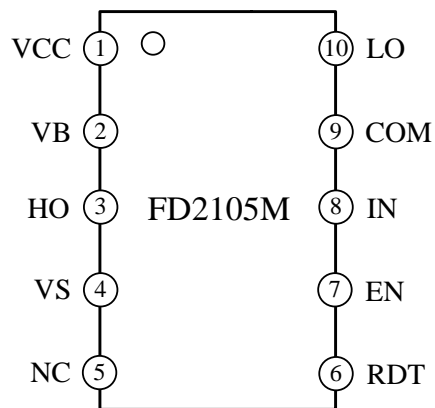 VCC 1 10 LO
VB 2 9 COM
HO 3 FD2105M 8 IN
VS 4 7 EN
NC 5 6 RDT